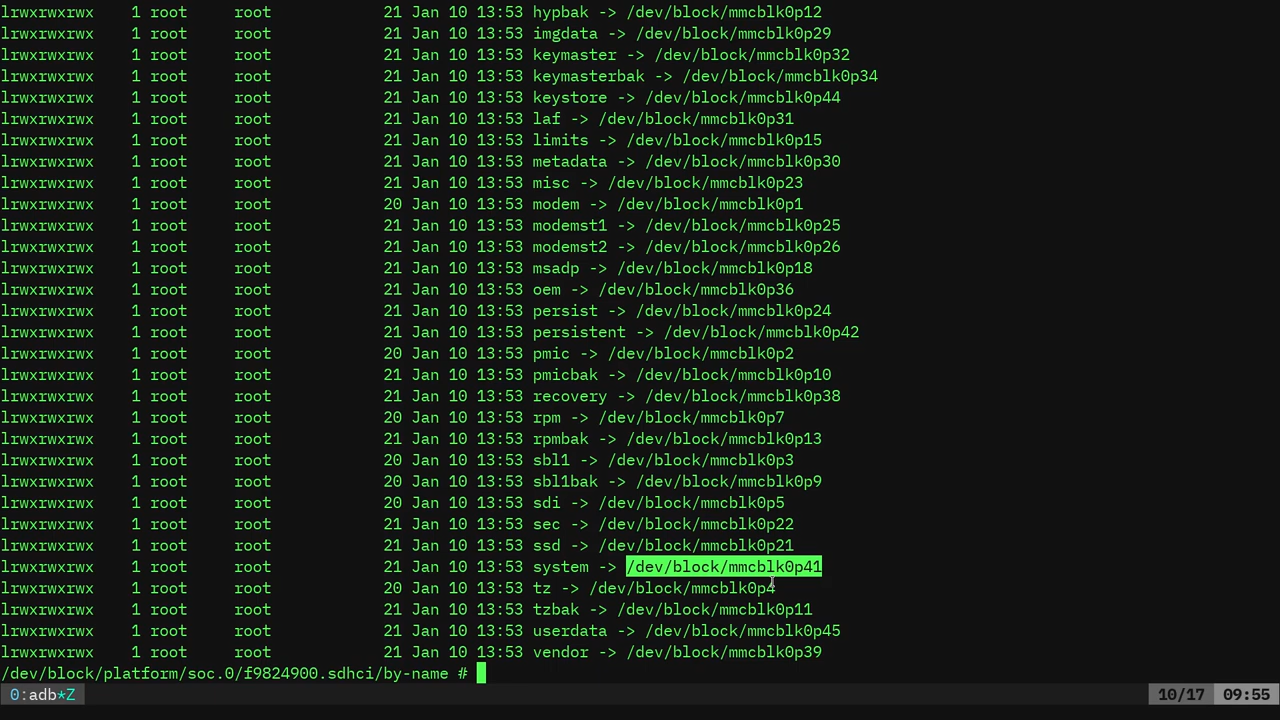 lrwxrwxrwx    1 root     root            21 Jan 10 13:53 hypbak -> /dev/block/mmcblk0p12
lrwxrwxrwx    1 root     root            21 Jan 10 13:53 imgdata -> /dev/block/mmcblk0p29
lrwxrwxrwx    1 root     root            21 Jan 10 13:53 keymaster -> /dev/block/mmcblk0p32
lrwxrwxrwx    1 root     root            21 Jan 10 13:53 keymasterbak -> /dev/block/mmcblk0p34
lrwxrwxrwx    1 root     root            21 Jan 10 13:53 keystore -> /dev/block/mmcblk0p44
lrwxrwxrwx    1 root     root            21 Jan 10 13:53 laf -> /dev/block/mmcblk0p31
lrwxrwxrwx    1 root     root            21 Jan 10 13:53 limits -> /dev/block/mmcblk0p15
lrwxrwxrwx    1 root     root            21 Jan 10 13:53 metadata -> /dev/block/mmcblk0p30
lrwxrwxrwx    1 root     root            21 Jan 10 13:53 misc -> /dev/block/mmcblk0p23
lrwxrwxrwx    1 root     root            20 Jan 10 13:53 modem -> /dev/block/mmcblk0p1
lrwxrwxrwx    1 root     root            21 Jan 10 13:53 modemst1 -> /dev/block/mmcblk0p25
lrwxrwxrwx    1 root     root            21 Jan 10 13:53 modemst2 -> /dev/block/mmcblk0p26
lrwxrwxrwx    1 root     root            21 Jan 10 13:53 msadp -> /dev/block/mmcblk0p18
lrwxrwxrwx    1 root     root            21 Jan 10 13:53 oem -> /dev/block/mmcblk0p36
lrwxrwxrwx    1 root     root            21 Jan 10 13:53 persist -> /dev/block/mmcblk0p24
lrwxrwxrwx    1 root     root            21 Jan 10 13:53 persistent -> /dev/block/mmcblk0p42
lrwxrwxrwx    1 root     root            20 Jan 10 13:53 pmic -> /dev/block/mmcblk0p2
lrwxrwxrwx    1 root     root            21 Jan 10 13:53 pmicbak -> /dev/block/mmcblk0p10
lrwxrwxrwx    1 root     root            21 Jan 10 13:53 recovery -> /dev/block/mmcblk0p38
lrwxrwxrwx    1 root     root            20 Jan 10 13:53 rpm -> /dev/block/mmcblk0p7
lrwxrwxrwx    1 root     root            21 Jan 10 13:53 rpmbak -> /dev/block/mmcblk0p13
lrwxrwxrwx    1 root     root            20 Jan 10 13:53 sbl1 -> /dev/block/mmcblk0p3
lrwxrwxrwx    1 root     root            20 Jan 10 13:53 sbl1bak -> /dev/block/mmcblk0p9
lrwxrwxrwx    1 root     root            20 Jan 10 13:53 sdi -> /dev/block/mmcblk0p5
lrwxrwxrwx    1 root     root            21 Jan 10 13:53 sec -> /dev/block/mmcblk0p22
lrwxrwxrwx    1 root     root            21 Jan 10 13:53 ssd -> /dev/block/mmcblk0p21
lrwxrwxrwx    1 root     root            21 Jan 10 13:53 system -> /dev/block/mmcblk0p41
lrwxrwxrwx    1 root     root            20 Jan 10 13:53 tz -> /dev/block/mmcblk0p4
lrwxrwxrwx    1 root     root            21 Jan 10 13:53 tzbak -> /dev/block/mmcblk0p11
lrwxrwxrwx    1 root     root            21 Jan 10 13:53 userdata -> /dev/block/mmcblk0p45
lrwxrwxrwx    1 root     root            21 Jan 10 13:53 vendor -> /dev/block/mmcblk0p39
/dev/block/platform/soc.0/f9824900.sdhci/by-name #
0:adb*Z 10/17 09:55